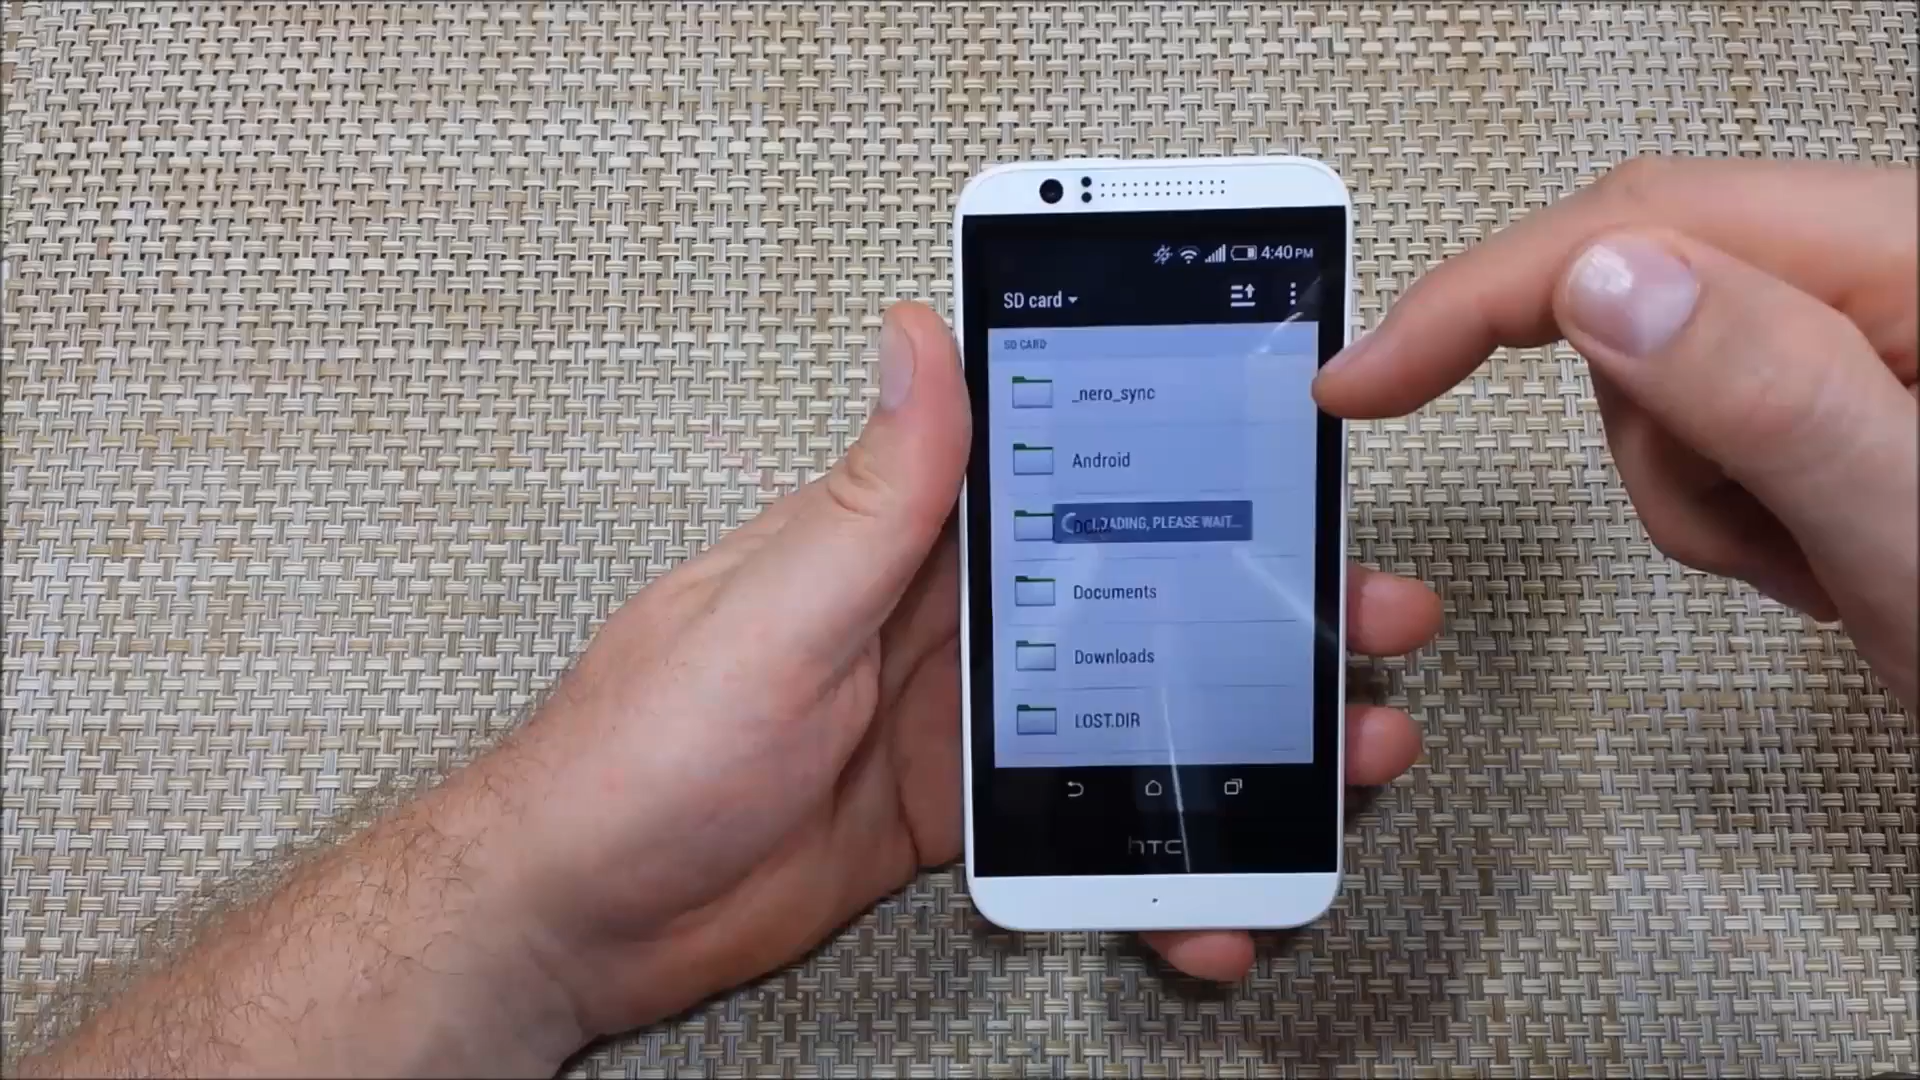 4:40 PM
SD card
SD CARD
_nero_sync
Android
LOADING, PLEASE WAIT...
Documents
Downloads
LOST.DIR
hTC